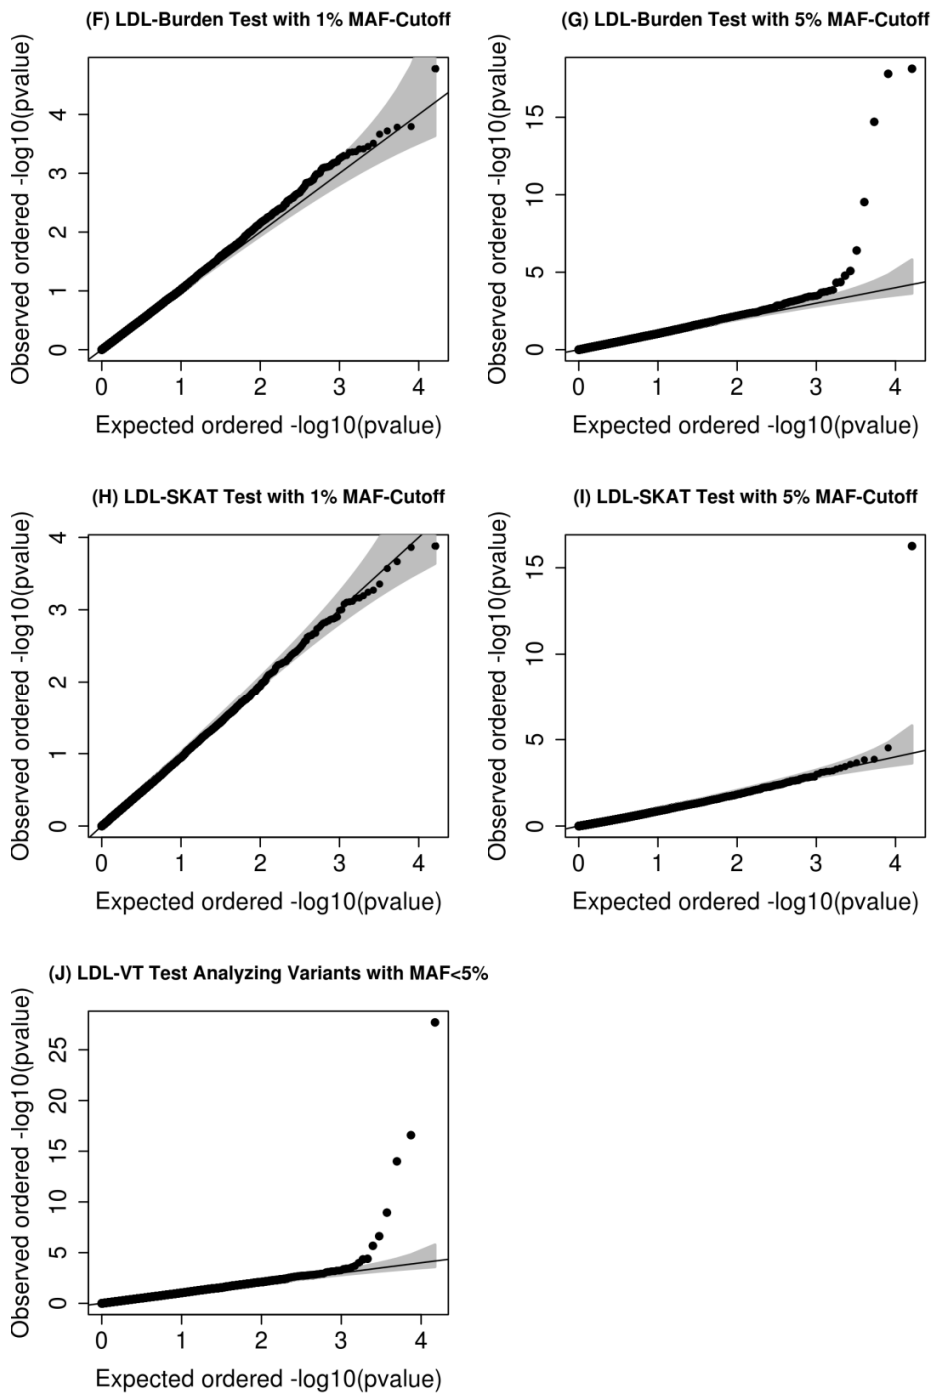 (F) LDL-Burden Test with 1% MAF-Cutoff
Observed ordered -log10(pvalue)
4
3
2
1
0
0 1 2 3 4
Expected ordered -log10(pvalue)
(G) LDL-Burden Test with 5% MAF-Cutoff
Observed ordered -log10(pvalue)
15
10
5
0
0 1 2 3 4
Expected ordered -log10(pvalue)
(H) LDL-SKAT Test with 1% MAF-Cutoff
Observed ordered -log10(pvalue)
4
3
2
1
0
0 1 2 3 4
Expected ordered -log10(pvalue)
(I) LDL-SKAT Test with 5% MAF-Cutoff
Observed ordered -log10(pvalue)
15
10
5
0
0 1 2 3 4
Expected ordered -log10(pvalue)
(J) LDL-VT Test Analyzing Variants with MAF<5%
Observed ordered -log10(pvalue)
25
20
15
10
5
0
0 1 2 3 4
Expected ordered -log10(pvalue)